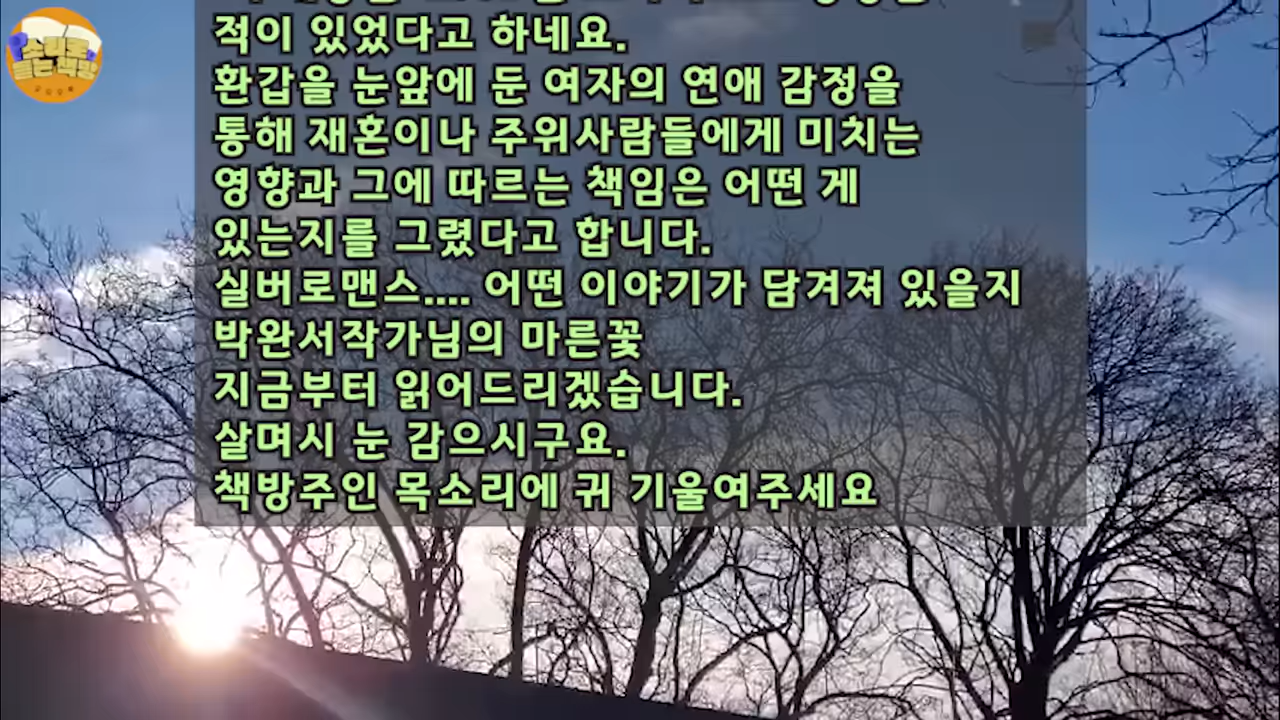 적이 있었다고 하네요.
환갑을 눈앞에 둔 여자의 연애 감정을
통해 재혼이나 주위사람들에게 미치는
영향과 그에 따르는 책임은 어떤 게
있는지를 그렸다고 합니다.
실버로맨스.... 어떤 이야기가 담겨져 있을지
박완서작가님의 마른꽃
지금부터 읽어드리겠습니다.
살며시 눈 감으시구요.
책방주인 목소리에 귀 기울여주세요